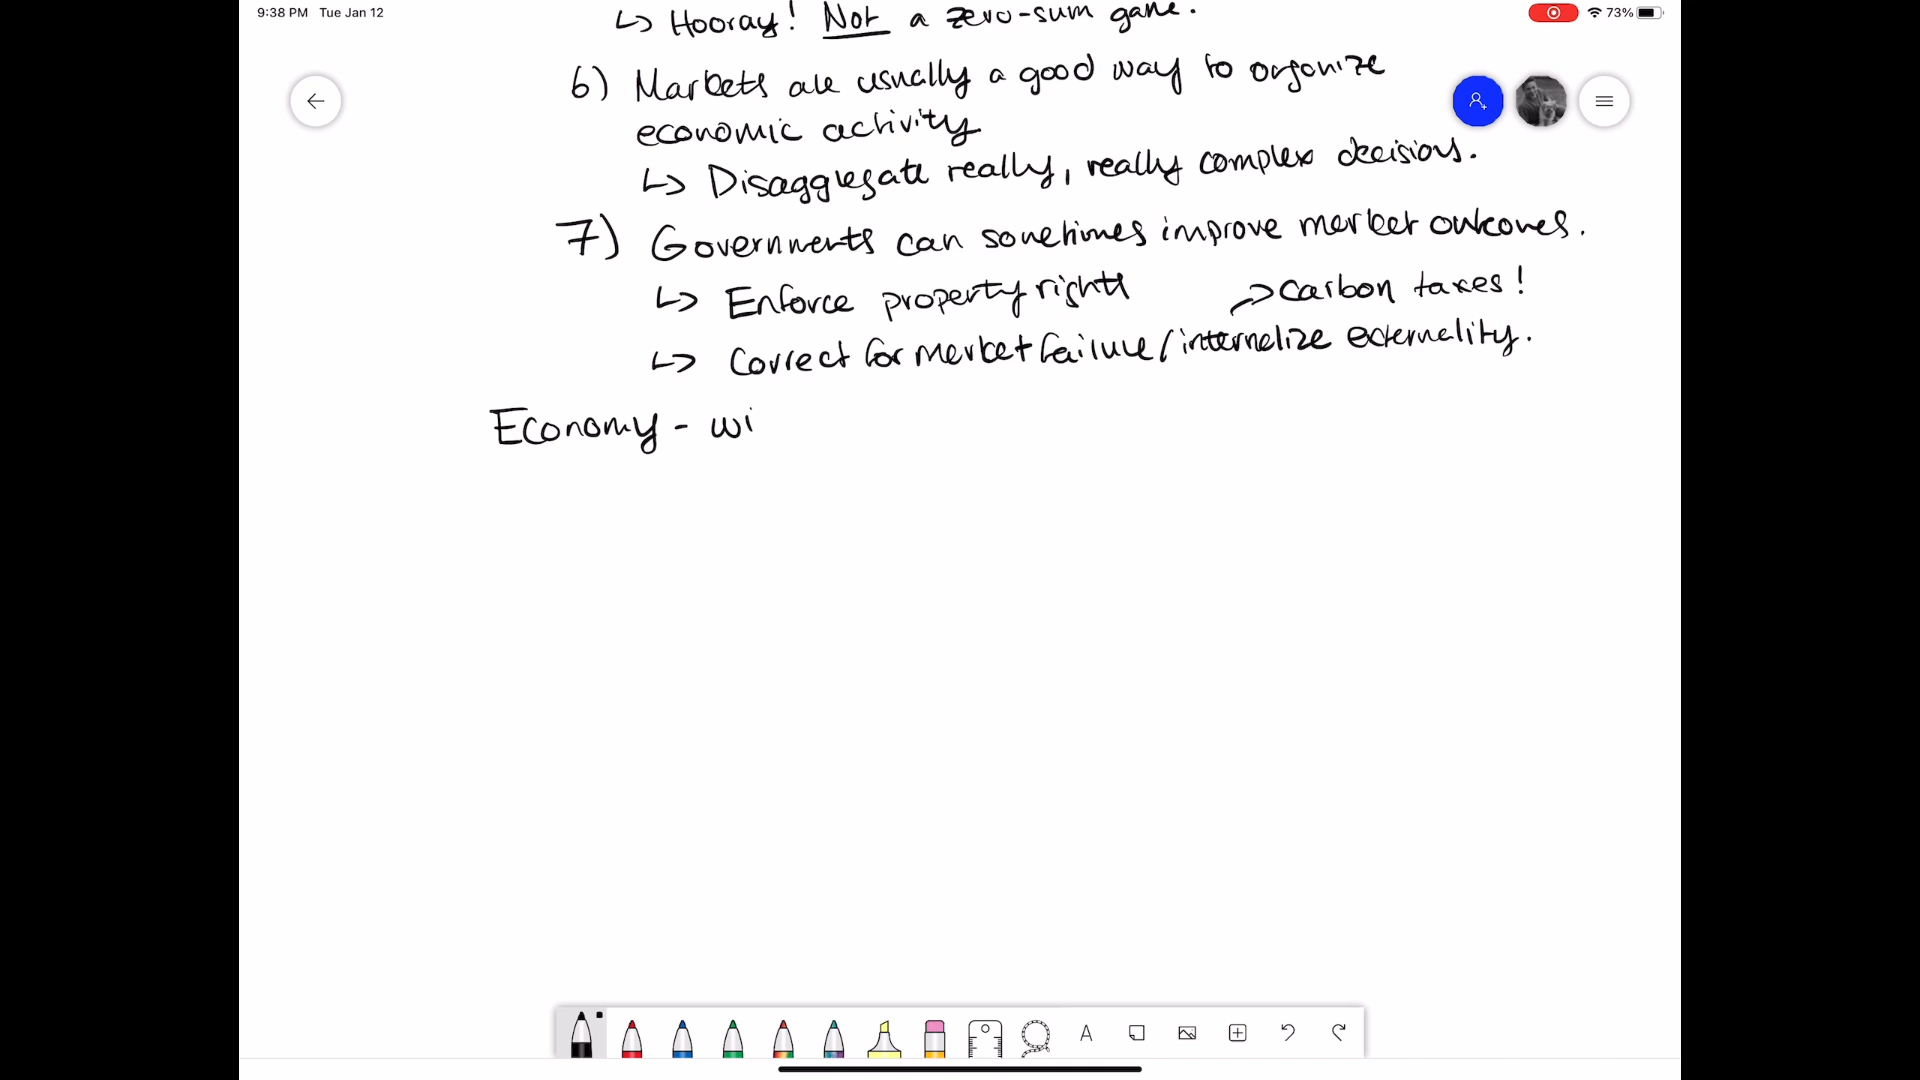 9:38 PM Tue Jan 12
73%
↳ Hooray! Not a zero-sum game.
6) Markets are usually a good way to organize
economic activity
↳ Disaggregate really, really complex decisions.
7) Governments can sometimes improve market outcomes.
↳ Enforce property rights
→ carbon taxes!
↳ Correct for market failure / internalize externality.
Economy - wi
A